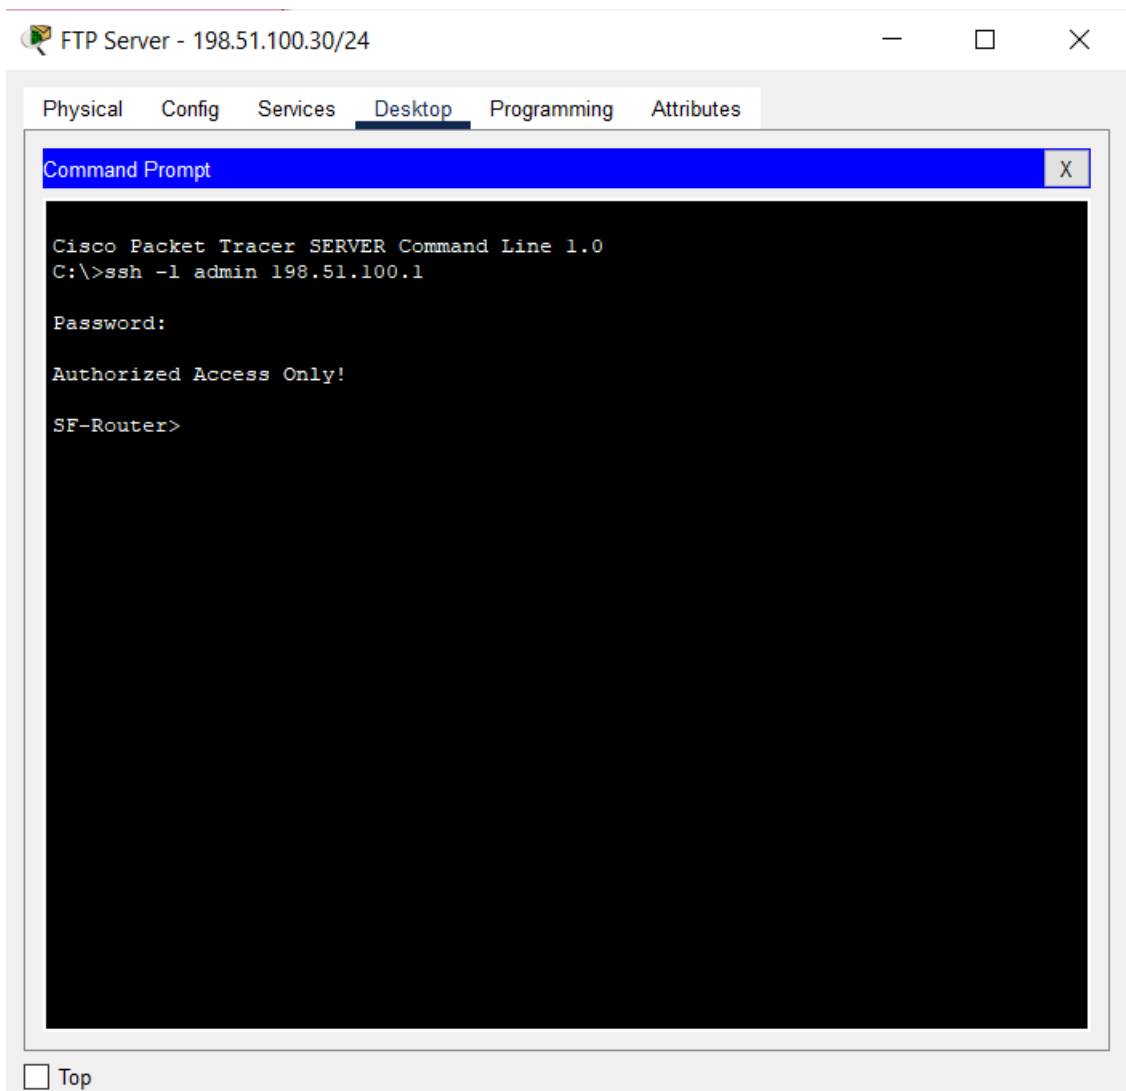 FTP Server - 198.51.100.30/24
Physical Config Services Desktop Programming Attributes
Command Prompt X
Cisco Packet Tracer SERVER Command Line 1.0
C:\>ssh -l admin 198.51.100.1
Password:
Authorized Access Only!
SF-Router>
Top